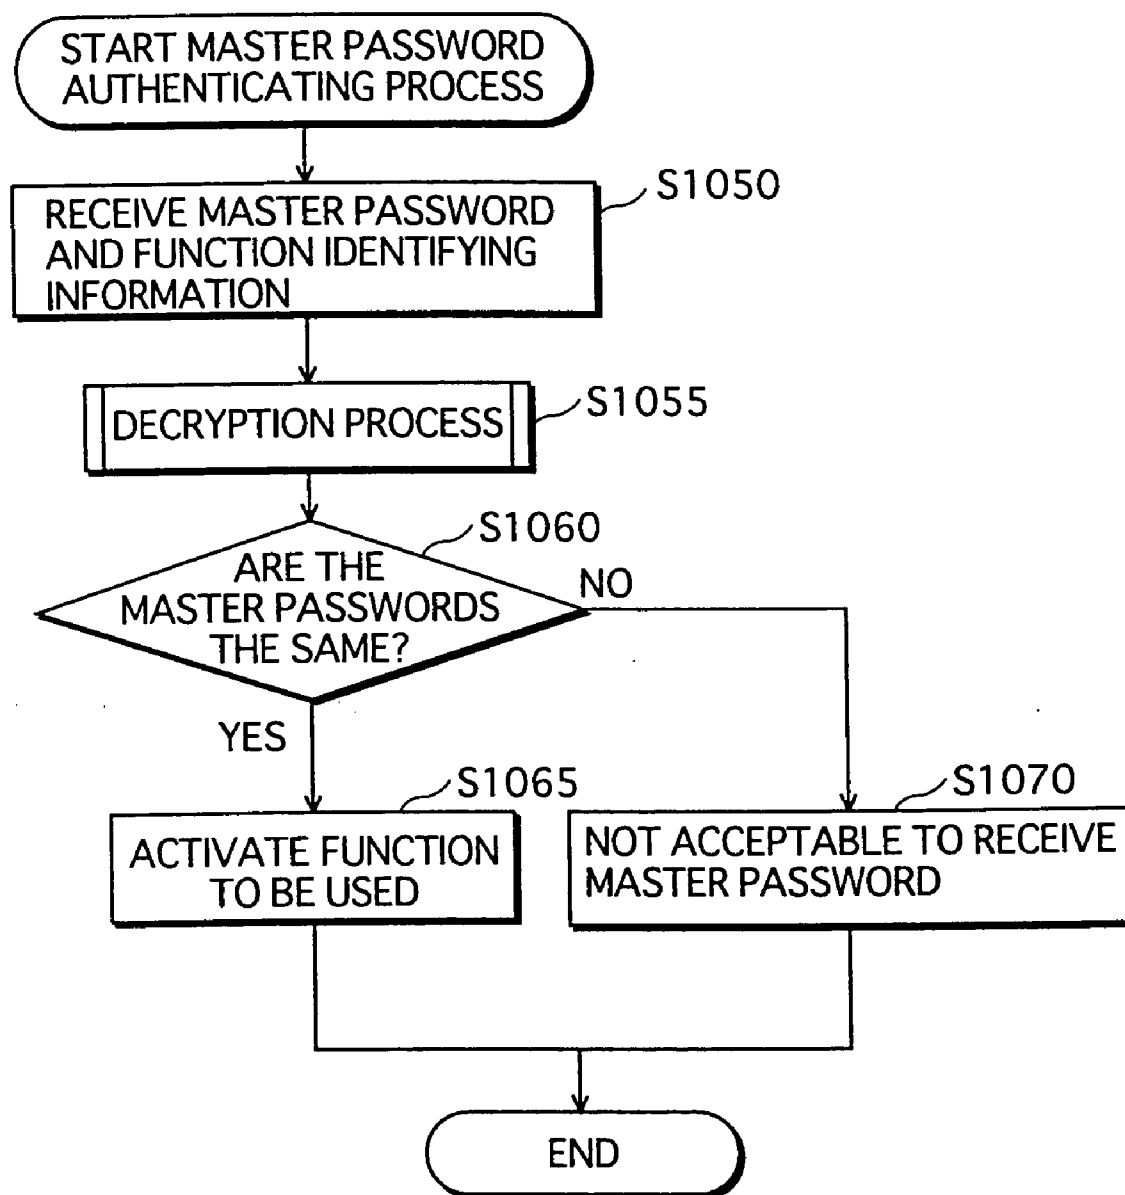 START MASTER PASSWORD
AUTHENTICATING PROCESS
S1050
RECEIVE MASTER PASSWORD
AND FUNCTION IDENTIFYING
INFORMATION
S1055
DECRYPTION PROCESS
S1060
ARE THE
MASTER PASSWORDS
THE SAME?
NO
YES
S1065
ACTIVATE FUNCTION
TO BE USED
S1070
NOT ACCEPTABLE TO RECEIVE
MASTER PASSWORD
END